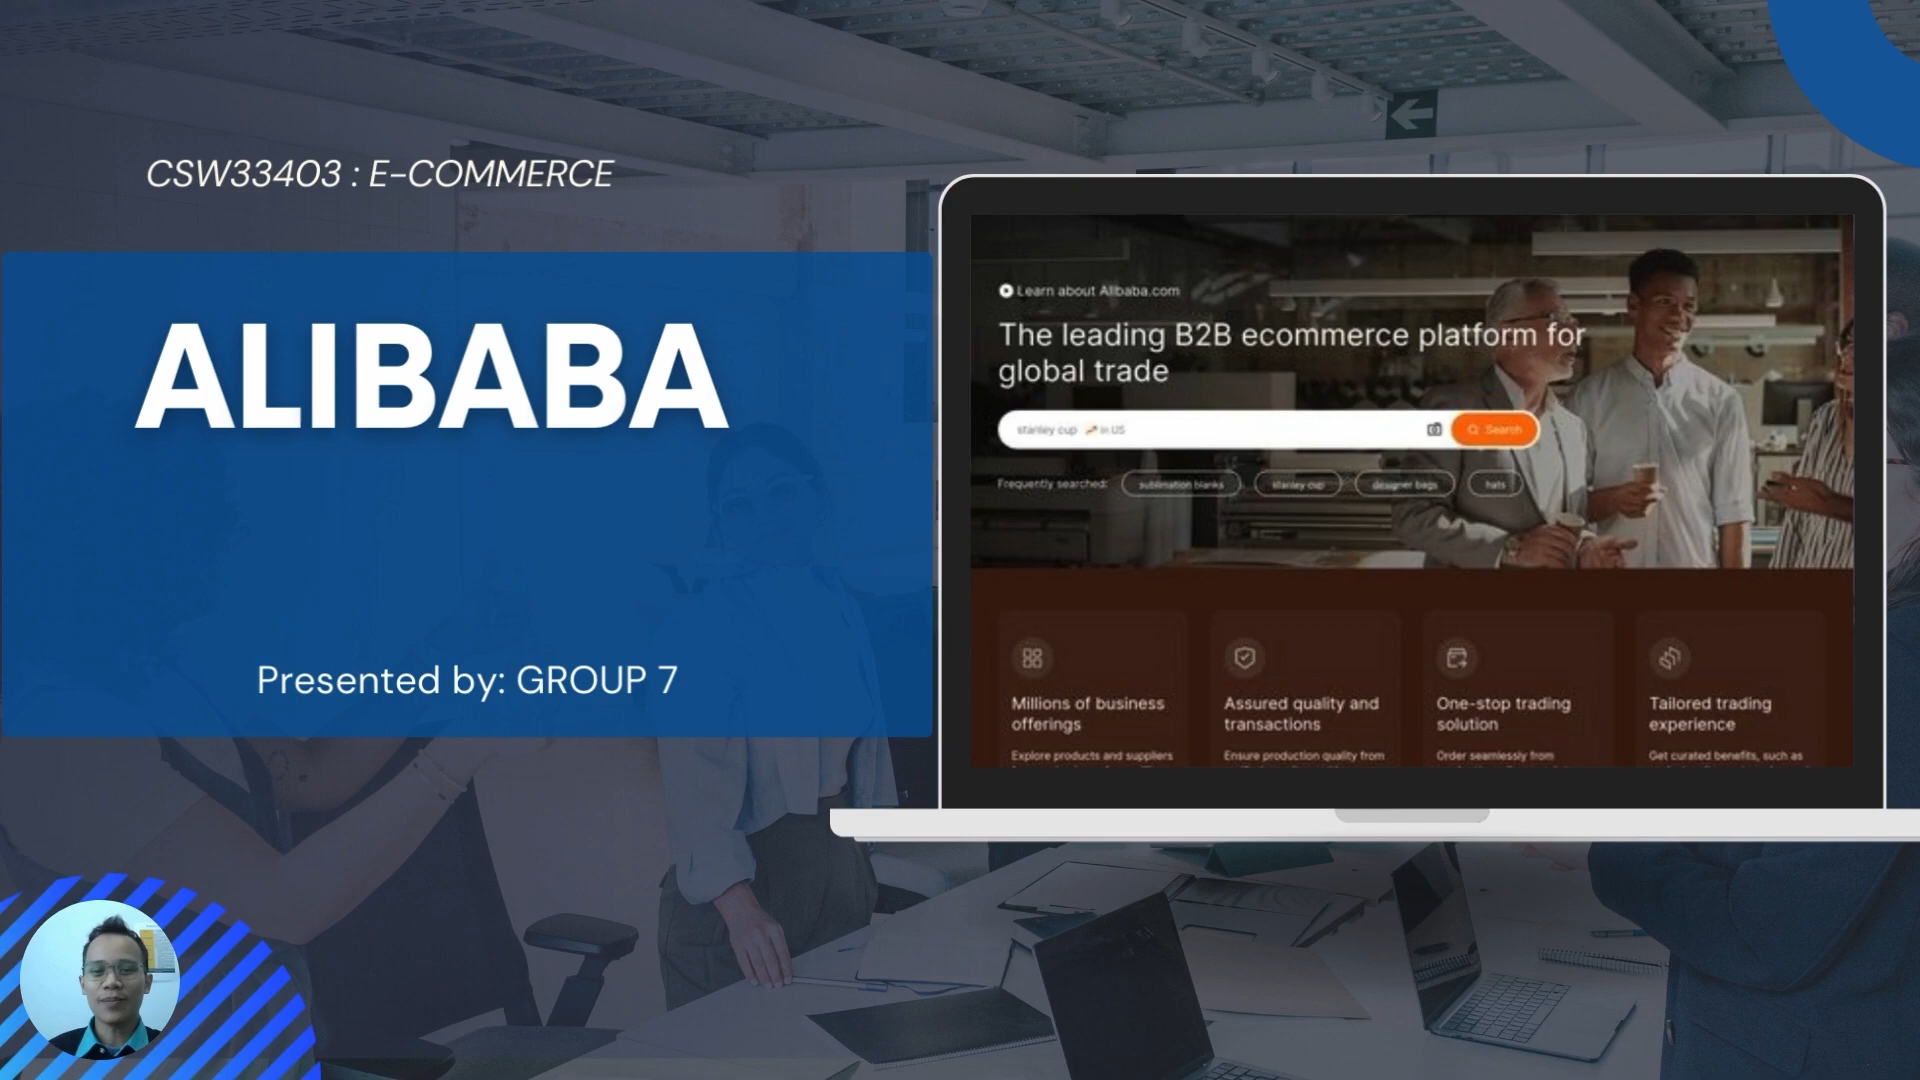 CSW33403 : E-COMMERCE
ALIBABA
Presented by: GROUP 7
Learn about Alibaba.com
The leading B2B ecommerce platform for
global trade
stanley cup in US
Search
Frequently searched: sublimation blanks stanley cup designer bags hats
Millions of business
offerings
Explore products and suppliers
Assured quality and
transactions
Ensure production quality from
One-stop trading
solution
Order seamlessly from
Tailored trading
experience
Get curated benefits, such as